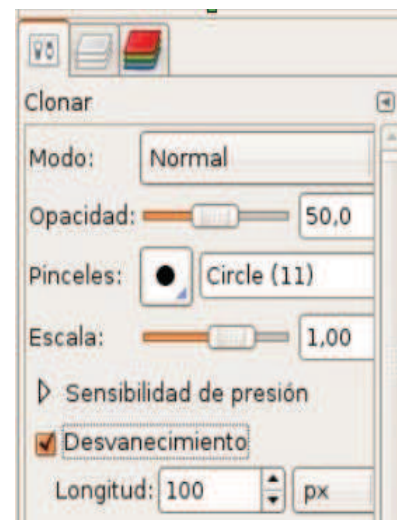 Clonar
Modo: Normal
Opacidad: 50,0
Pinceles: Circle (11)
Escala: 1,00
Sensibilidad de presión
Desvanecimiento
Longitud: 100 px